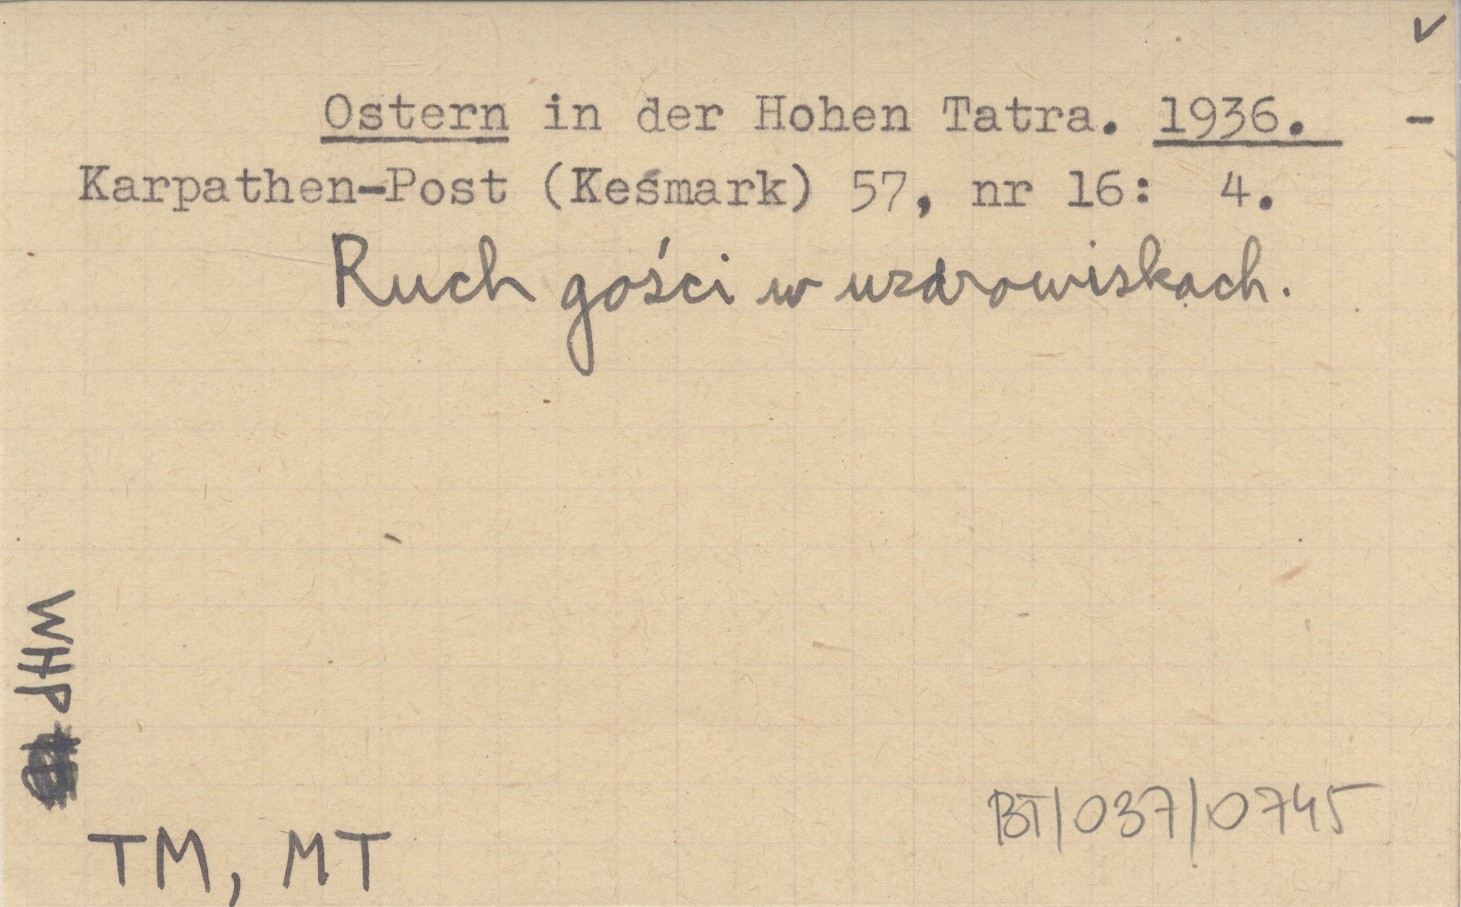 ✓
Ostern in der Hohen Tatra. 1936. -
Karpathen-Post (Keśmark) 57, nr 16: 4.
Ruch gości w uzdrowiskach.
WHP
TM, MT
BT/037/0745